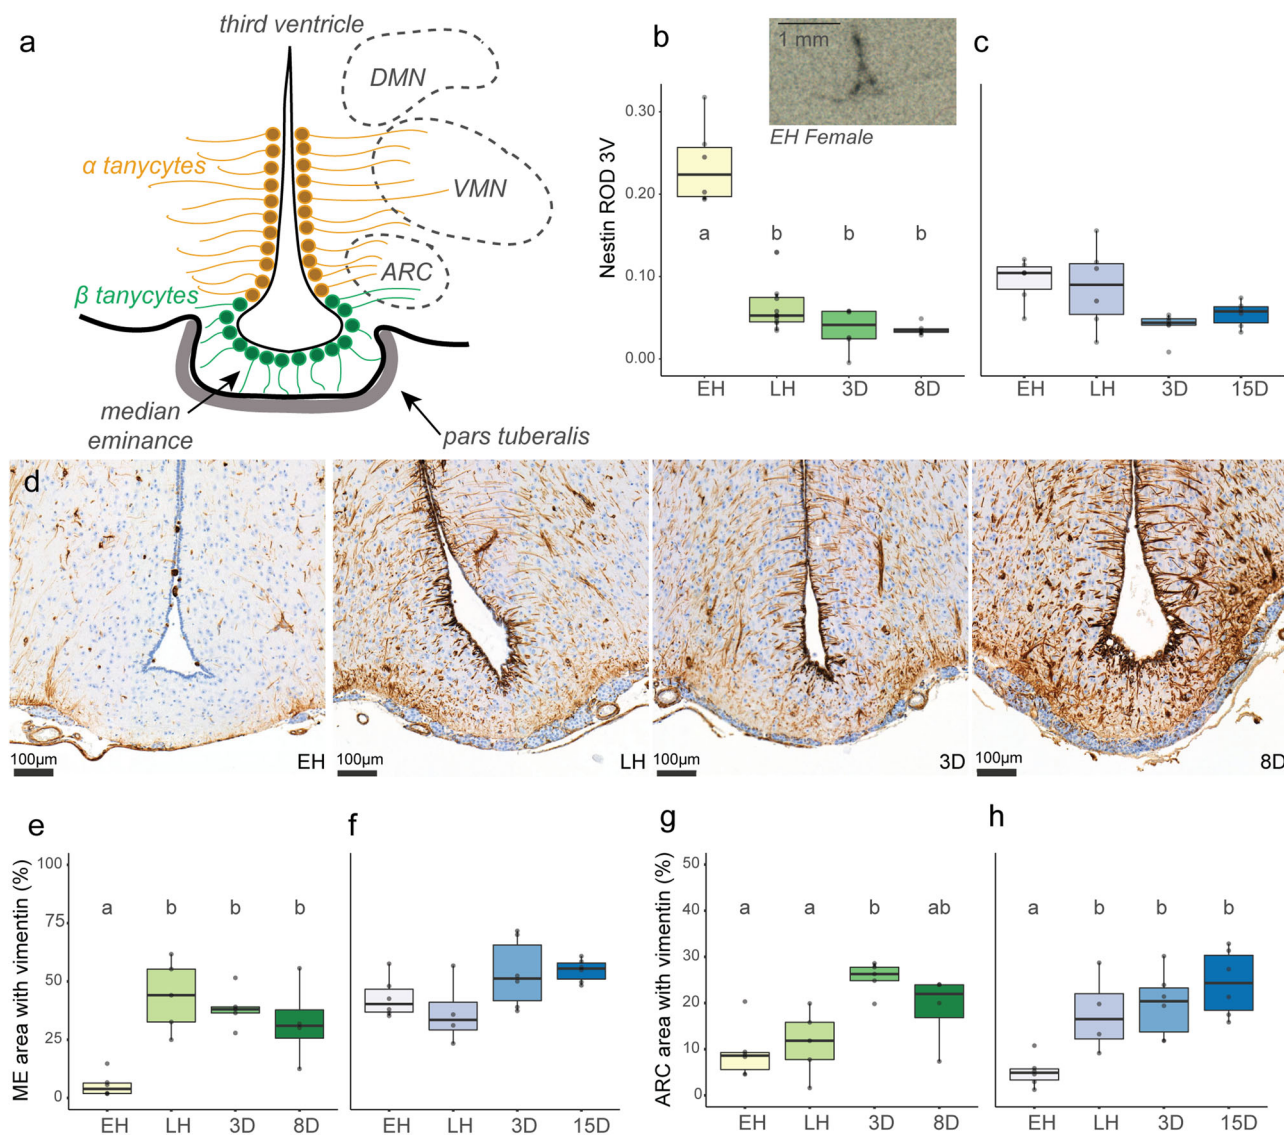 a
third ventricle
DMN
α tanycytes
VMN
ARC
β tanycytes
median
eminance
pars tuberalis
b
1 mm
EH Female
Nestin ROD 3V
0.30
0.20
0.10
0.00
a
b
b
b
EH
LH
3D
8D
c
EH
LH
3D
15D
d
100µm
EH
100µm
LH
100µm
3D
100µm
8D
e
ME area with vimentin (%)
100
75
50
25
0
a
b
b
b
EH
LH
3D
8D
f
EH
LH
3D
15D
g
ARC area with vimentin (%)
50
40
30
20
10
0
a
a
b
ab
EH
LH
3D
8D
h
a
b
b
b
EH
LH
3D
15D